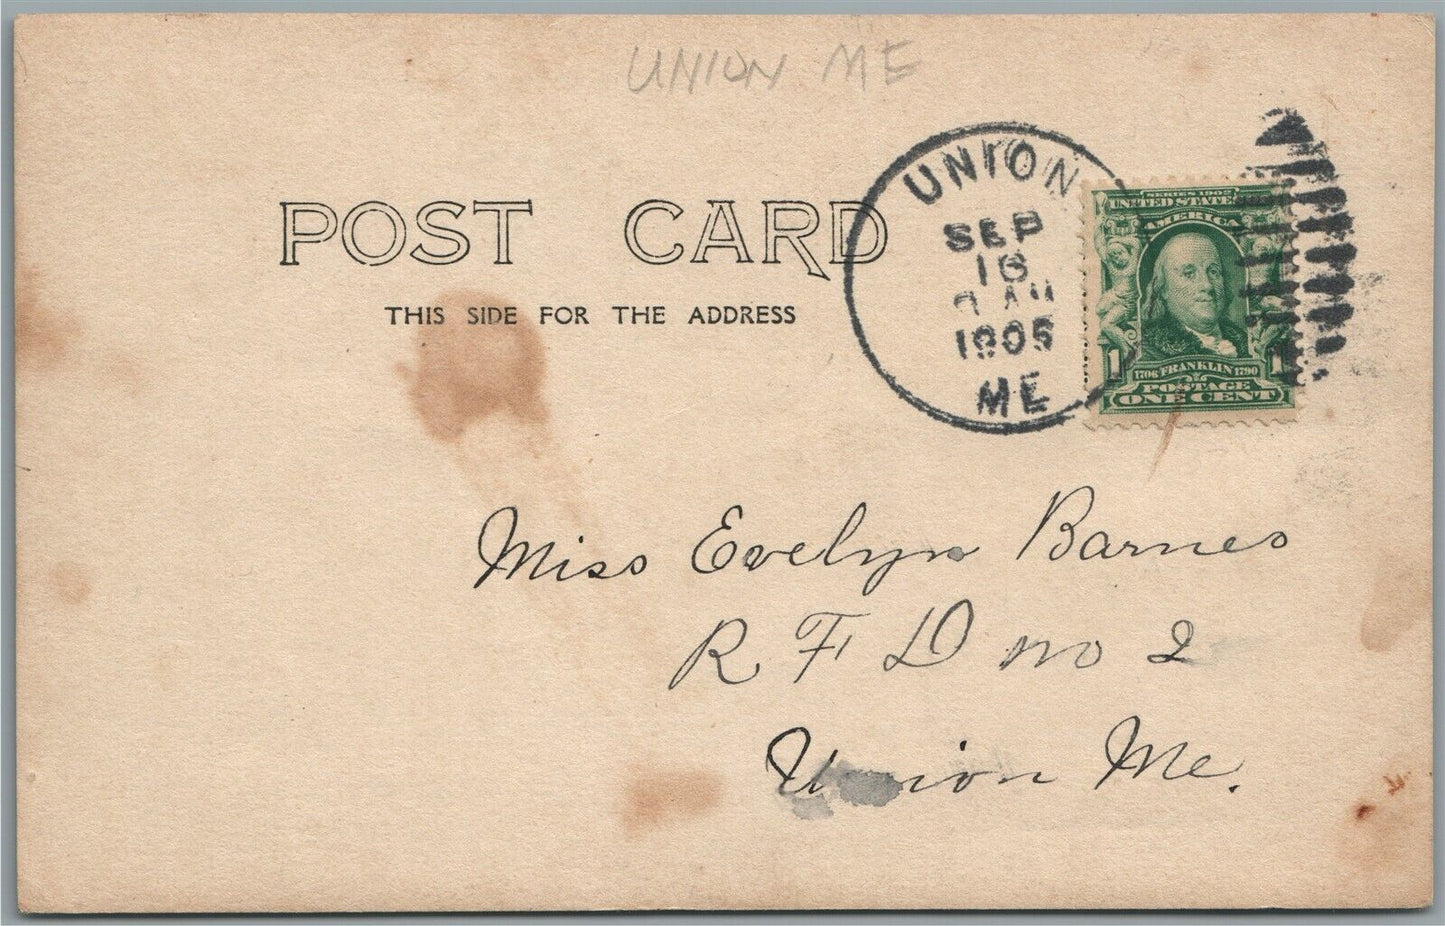 UNION ME
POST CARD
THIS SIDE FOR THE ADDRESS
UNION
SEP
16
AM
1905
ME
SERIES 1902
UNITED STATES
AMERICA
1 1
1706 FRANKLIN 1790
POSTAGE
ONE CENT
Miss Evelyn Barnes
R F D no 2
Union Me.